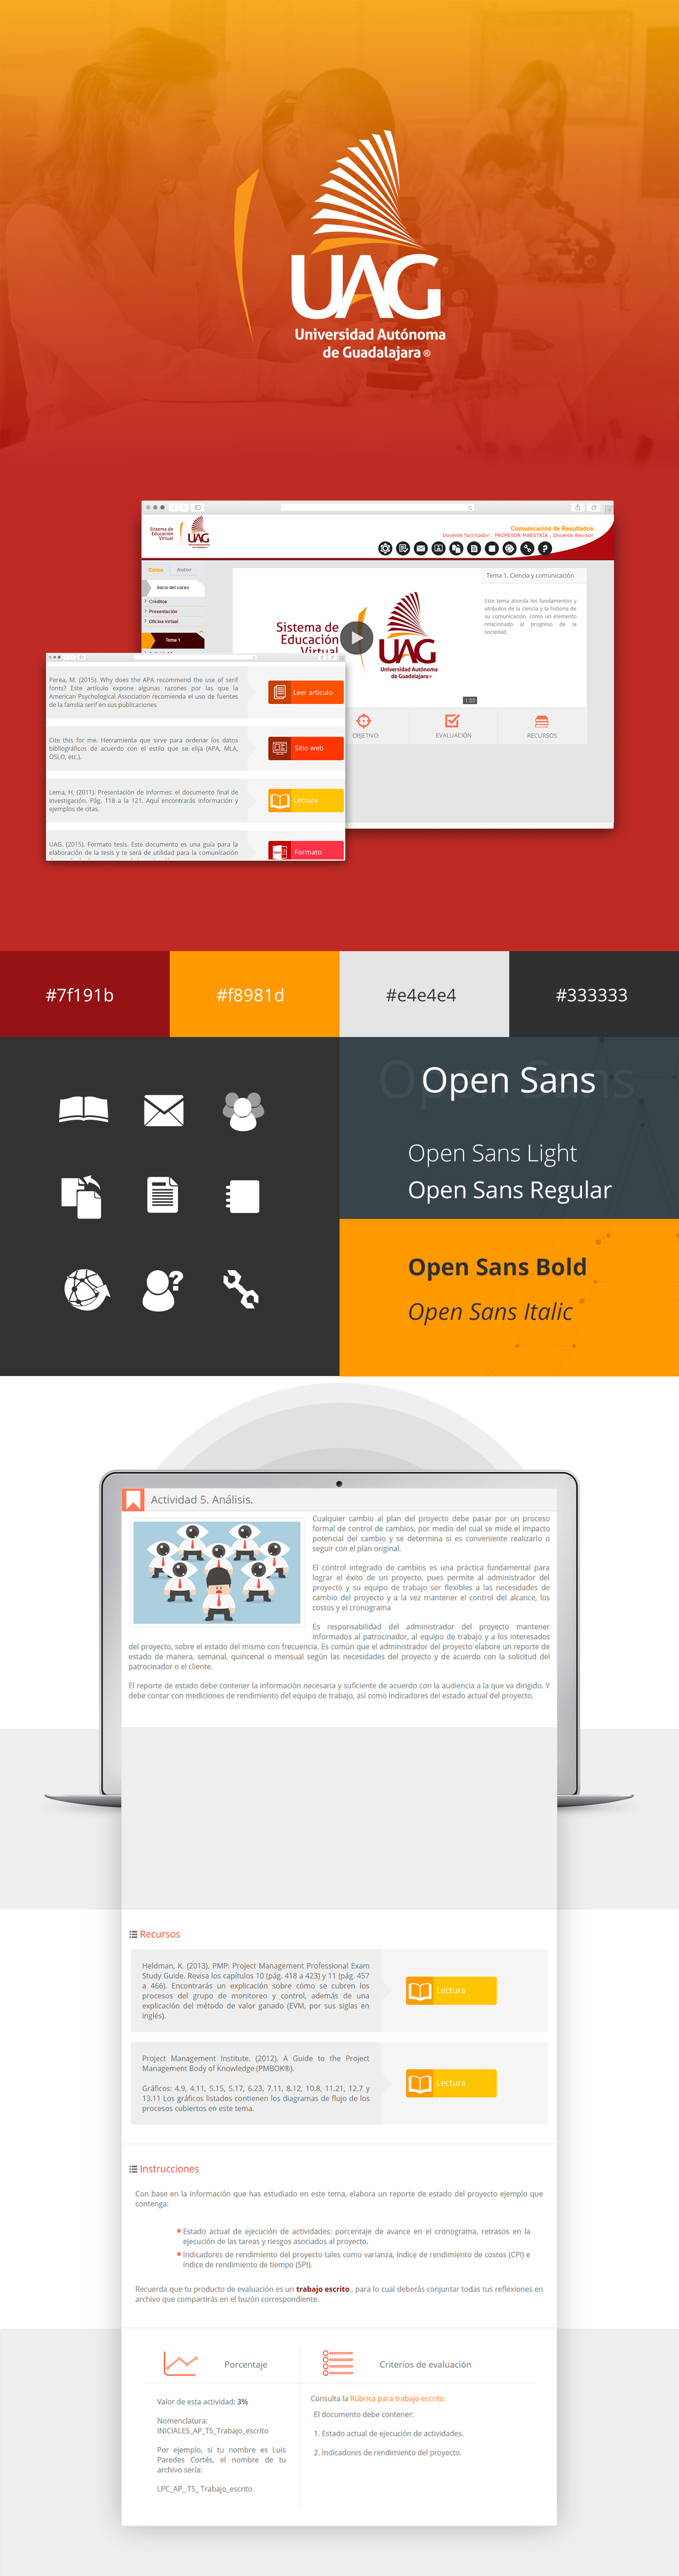 UAG
Universidad Autónoma
de Guadalajara ®
Sistema de
Educación
Virtual
UAG
Comunicación de Resultados
Docente facilitador: PROFESOR MAESTRÍA , Docente Revisor
Curso
Autor
Inicio del curso
Créditos
Presentación
Oficina virtual
Tema 1
Sistema de
Educación
Virtual
UAG
Universidad Autónoma
de Guadalajara ®
1:55
Tema 1. Ciencia y comunicación
Este tema aborda los fundamentos y
atributos de la ciencia y la historia de
su comunicación, como un elemento
relacionado al progreso de la
sociedad.
OBJETIVO
EVALUACIÓN
RECURSOS
Perea, M. (2015). Why does the APA recommend the use of serif
fonts? Este artículo expone algunas razones por las que la
American Psychological Association recomienda el uso de fuentes
de la familia serif en sus publicaciones
Leer artículo
Cite this for me. Herramienta que sirve para ordenar los datos
bibliográficos de acuerdo con el estilo que se elija (APA, MLA,
OSLO, etc.).
Sitio web
Lema, H. (2011). Presentación de informes: el documento final de
investigación. Pág. 118 a la 121. Aquí encontrarás información y
ejemplos de citas.
Lectura
UAG. (2015). Formato tesis. Este documento es una guía para la
elaboración de la tesis y te será de utilidad para la comunicación
Formato
#7f191b
#f8981d
#e4e4e4
#333333
Open Sans
Open Sans
Open Sans Light
Open Sans Regular
Open Sans Bold
Open Sans Italic
Actividad 5. Análisis.
Cualquier cambio al plan del proyecto debe pasar por un proceso
formal de control de cambios, por medio del cual se mide el impacto
potencial del cambio y se determina si es conveniente realizarlo o
seguir con el plan original.
El control integrado de cambios es una práctica fundamental para
lograr el éxito de un proyecto, pues permite al administrador del
proyecto y su equipo de trabajo ser flexibles a las necesidades de
cambio del proyecto y a la vez mantener el control del alcance, los
costos y el cronograma
Es responsabilidad del administrador del proyecto mantener
informados al patrocinador, al equipo de trabajo y a los interesados
del proyecto, sobre el estado del mismo con frecuencia. Es común que el administrador del proyecto elabore un reporte de
estado de manera, semanal, quincenal o mensual según las necesidades del proyecto y de acuerdo con la solicitud del
patrocinador o el cliente.
El reporte de estado debe contener la información necesaria y suficiente de acuerdo con la audiencia a la que va dirigido. Y
debe contar con mediciones de rendimiento del equipo de trabajo, así como indicadores del estado actual del proyecto.
Recursos
Heldman, K. (2013). PMP: Project Management Professional Exam
Study Guide. Revisa los capítulos 10 (pág. 418 a 423) y 11 (pág. 457
a 466). Encontrarás un explicación sobre cómo se cubren los
procesos del grupo de monitoreo y control, además de una
explicación del método de valor ganado (EVM, por sus siglas en
inglés).
Lectura
Project Management Institute. (2012). A Guide to the Project
Management Body of Knowledge (PMBOK®).
Gráficos: 4.9, 4.11, 5.15, 5.17, 6.23, 7.11, 8.12, 10.8, 11.21, 12.7 y
13.11 Los gráficos listados contienen los diagramas de flujo de los
procesos cubiertos en este tema.
Lectura
Instrucciones
Con base en la información que has estudiado en este tema, elabora un reporte de estado del proyecto ejemplo que
contenga:
Estado actual de ejecución de actividades: porcentaje de avance en el cronograma, retrasos en la
ejecución de las tareas y riesgos asociados al proyecto.
Indicadores de rendimiento del proyecto tales como varianza, índice de rendimiento de costos (CPI) e
índice de rendimiento de tiempo (SPI).
Recuerda que tu producto de evaluación es un trabajo escrito , para lo cual deberás conjuntar todas tus reflexiones en
archivo que compartirás en el buzón correspondiente.
Porcentaje
Valor de esta actividad: 3%
Nomenclatura:
INICIALES_AP_T5_Trabajo_escrito
Por ejemplo, si tu nombre es Luis
Paredes Cortés, el nombre de tu
archivo sería:
LPC_AP_ T5_ Trabajo_escrito
Criterios de evaluación
Consulta la Rúbrica para trabajo escrito.
El documento debe contener:
1. Estado actual de ejecución de actividades.
2. Indicadores de rendimiento del proyecto.